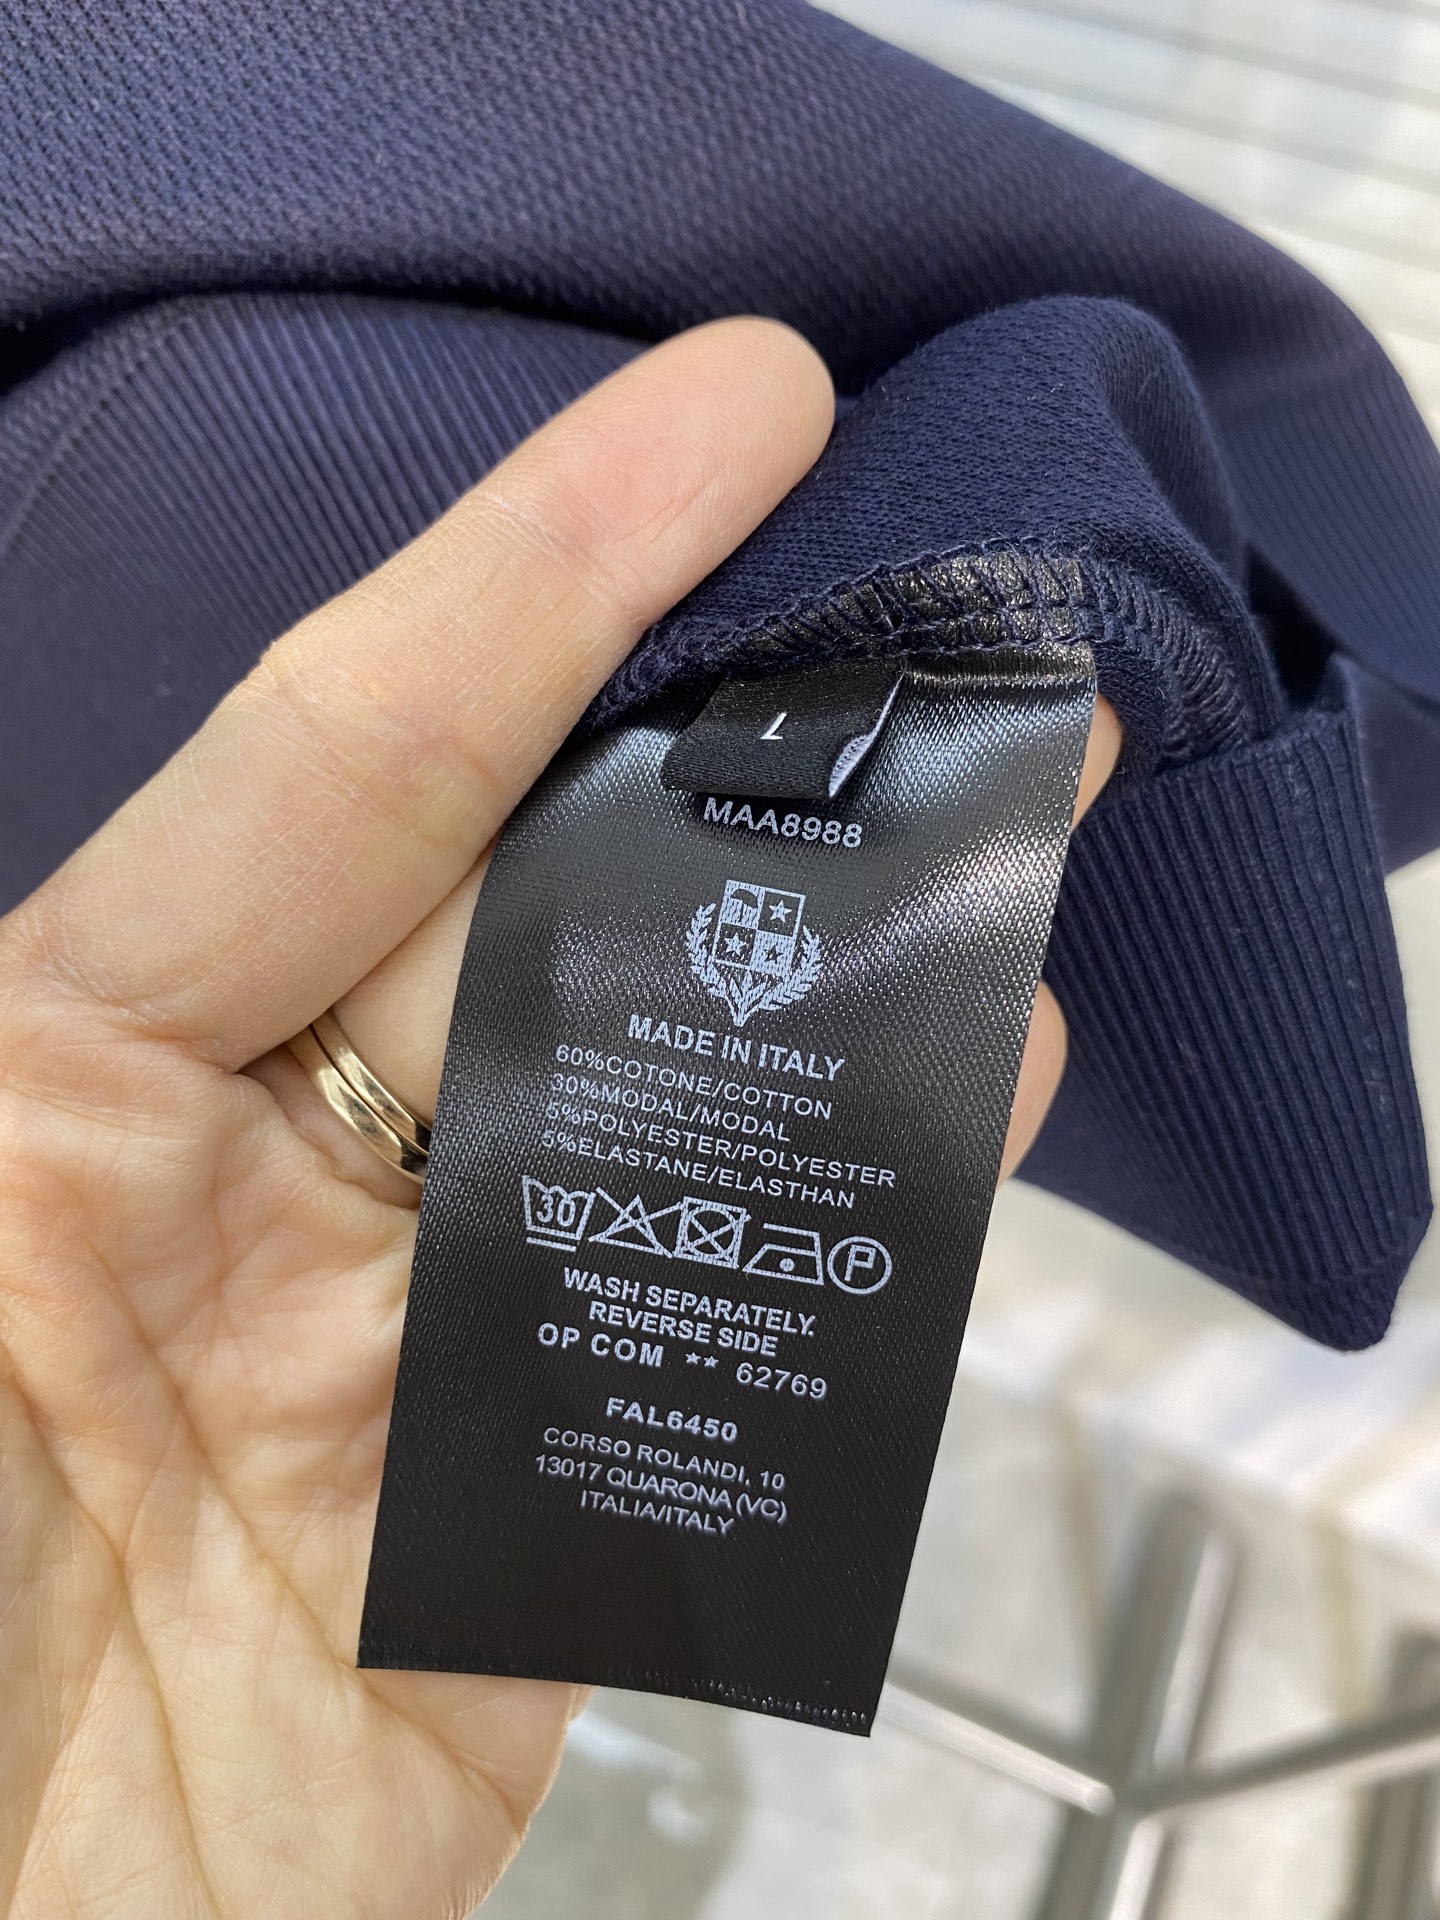 L
MAA8988
MADE IN ITALY
60%COTONE/COTTON
30%MODAL/MODAL
5%POLYESTER/POLYESTER
5%ELASTANE/ELASTHAN
30
P
WASH SEPARATELY.
REVERSE SIDE
OP COM ** 62769
FAL6450
CORSO ROLANDI, 10
13017 QUARONA (VC)
ITALIA/ITALY